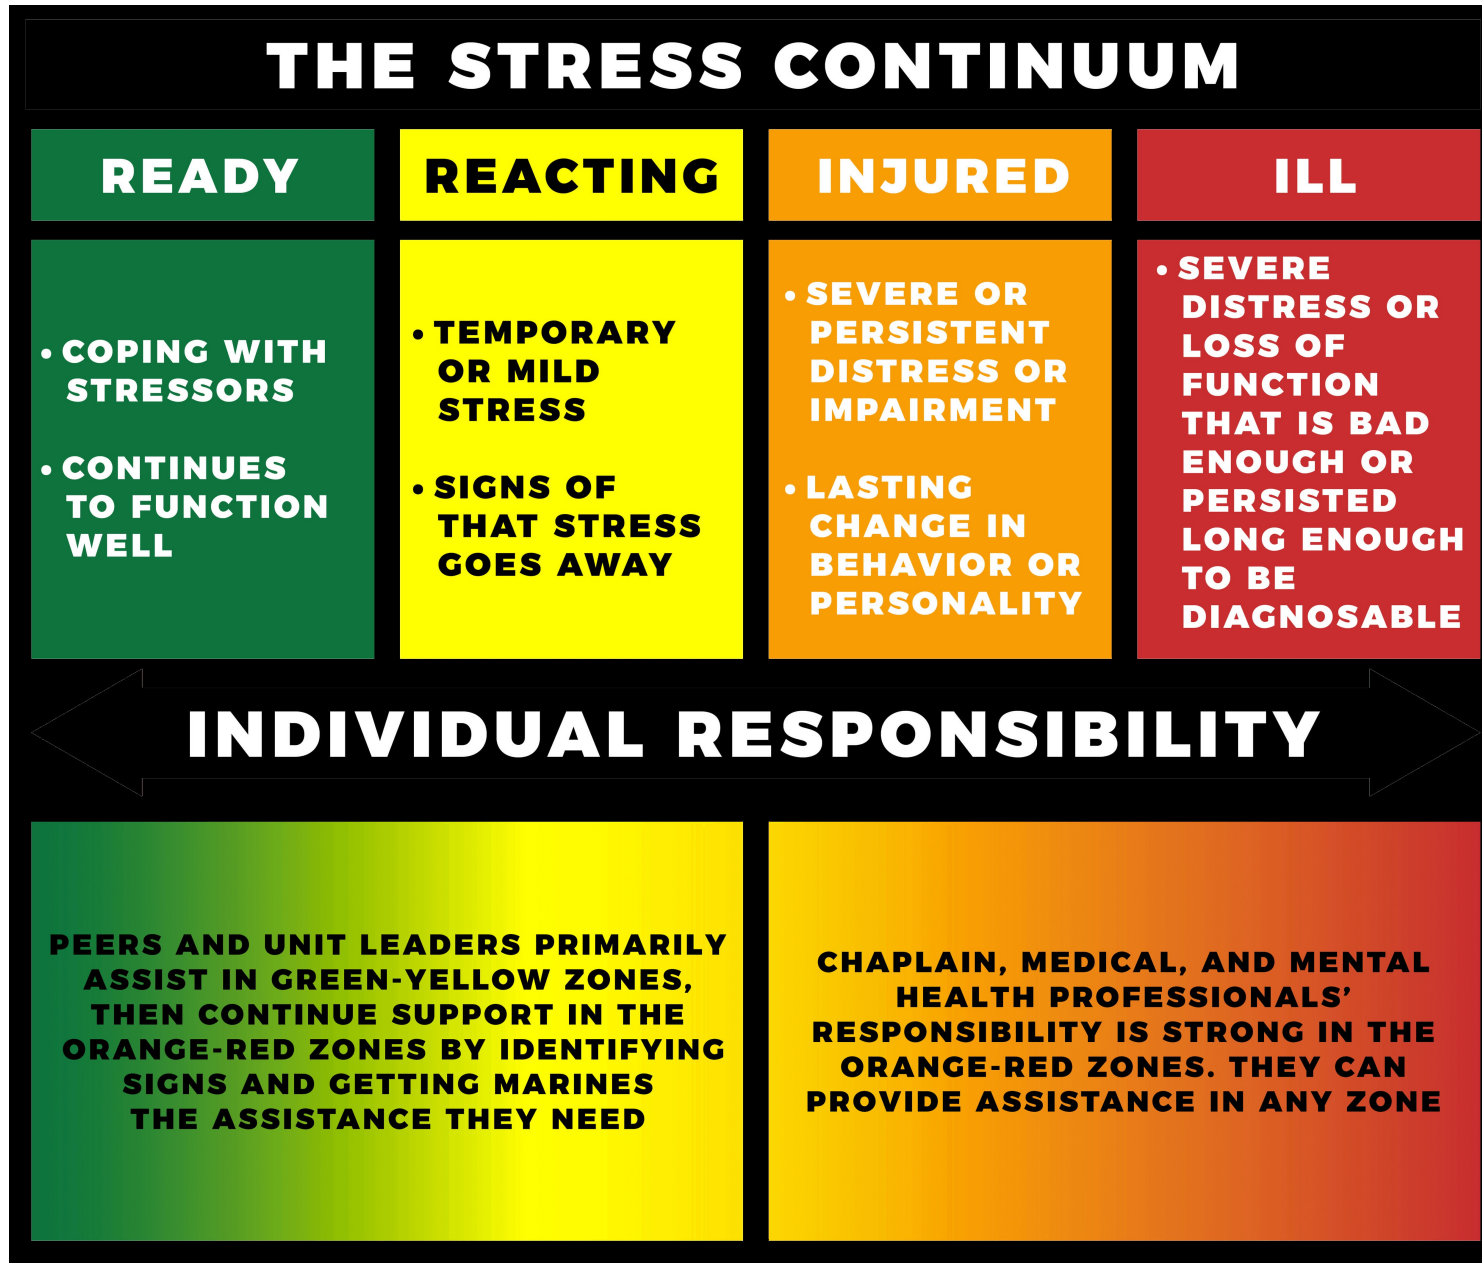 THE STRESS CONTINUUM
READY
REACTING
INJURED
ILL
• COPING WITH
STRESSORS
• CONTINUES
TO FUNCTION
WELL
• TEMPORARY
OR MILD
STRESS
• SIGNS OF
THAT STRESS
GOES AWAY
• SEVERE OR
PERSISTENT
DISTRESS OR
IMPAIRMENT
• LASTING
CHANGE IN
BEHAVIOR OR
PERSONALITY
• SEVERE
DISTRESS OR
LOSS OF
FUNCTION
THAT IS BAD
ENOUGH OR
PERSISTED
LONG ENOUGH
TO BE
DIAGNOSABLE
INDIVIDUAL RESPONSIBILITY
PEERS AND UNIT LEADERS PRIMARILY
ASSIST IN GREEN-YELLOW ZONES,
THEN CONTINUE SUPPORT IN THE
ORANGE-RED ZONES BY IDENTIFYING
SIGNS AND GETTING MARINES
THE ASSISTANCE THEY NEED
CHAPLAIN, MEDICAL, AND MENTAL
HEALTH PROFESSIONALS’
RESPONSIBILITY IS STRONG IN THE
ORANGE-RED ZONES. THEY CAN
PROVIDE ASSISTANCE IN ANY ZONE